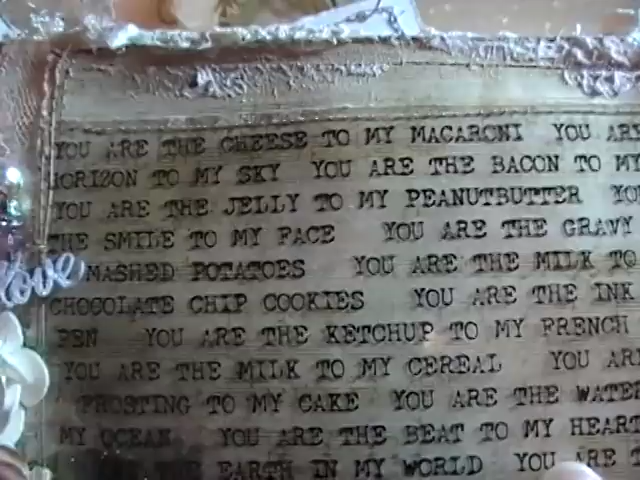 YOU ARE THE CHEESE TO MY MACARONI YOU ARE
HORIZON TO MY SKY YOU ARE THE BACON TO MY
YOU ARE THE JELLY TO MY PEANUTBUTTER YOU
THE SMILE TO MY FACE YOU ARE THE GRAVY
love
MASHED POTATOES YOU ARE THE MILK TO
CHOCOLATE CHIP COOKIES YOU ARE THE INK
PEN YOU ARE THE KETCHUP TO MY FRENCH
YOU ARE THE MILK TO MY CEREAL YOU ARE
FROSTING TO MY CAKE YOU ARE THE WATER
MY OCEAN YOU ARE THE BEAT TO MY HEART
THE EARTH IN MY WORLD YOU ARE